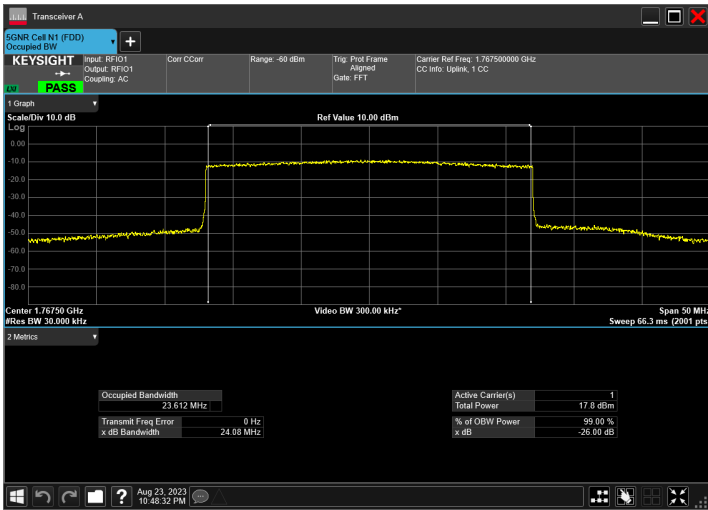 Transceiver A
5GNR Cell N1 (FDD)
Occupied BW
KEYSIGHT
LXI
PASS
Input: RFIO1
Output: RFIO1
Coupling: AC
Corr CCorr
Range: -60 dBm
Trig: Prot Frame
Aligned
Gate: FFT
Carrier Ref Freq: 1.767500000 GHz
CC Info: Uplink, 1 CC
1 Graph
Scale/Div 10.0 dB
Ref Value 10.00 dBm
Log
0.00
-10.0
-20.0
-30.0
-40.0
-50.0
-60.0
-70.0
-80.0
Center 1.76750 GHz
Video BW 300.00 kHz*
Span 50 MHz
#Res BW 30.000 kHz
Sweep 66.3 ms (2001 pts
2 Metrics
Occupied Bandwidth
23.612 MHz
Transmit Freq Error 0 Hz
x dB Bandwidth 24.08 MHz
Active Carrier(s) 1
Total Power 17.8 dBm
% of OBW Power 99.00 %
x dB -26.00 dB
?
Aug 23, 2023
10:48:32 PM